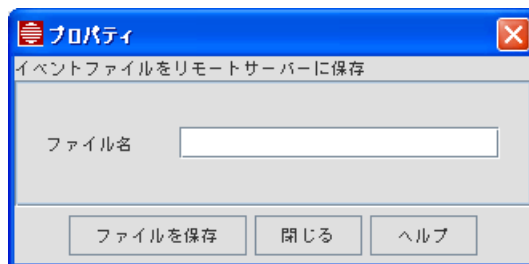 プロパティ
イベントファイルをリモートサーバーに保存
ファイル名
ファイルを保存 閉じる ヘルプ